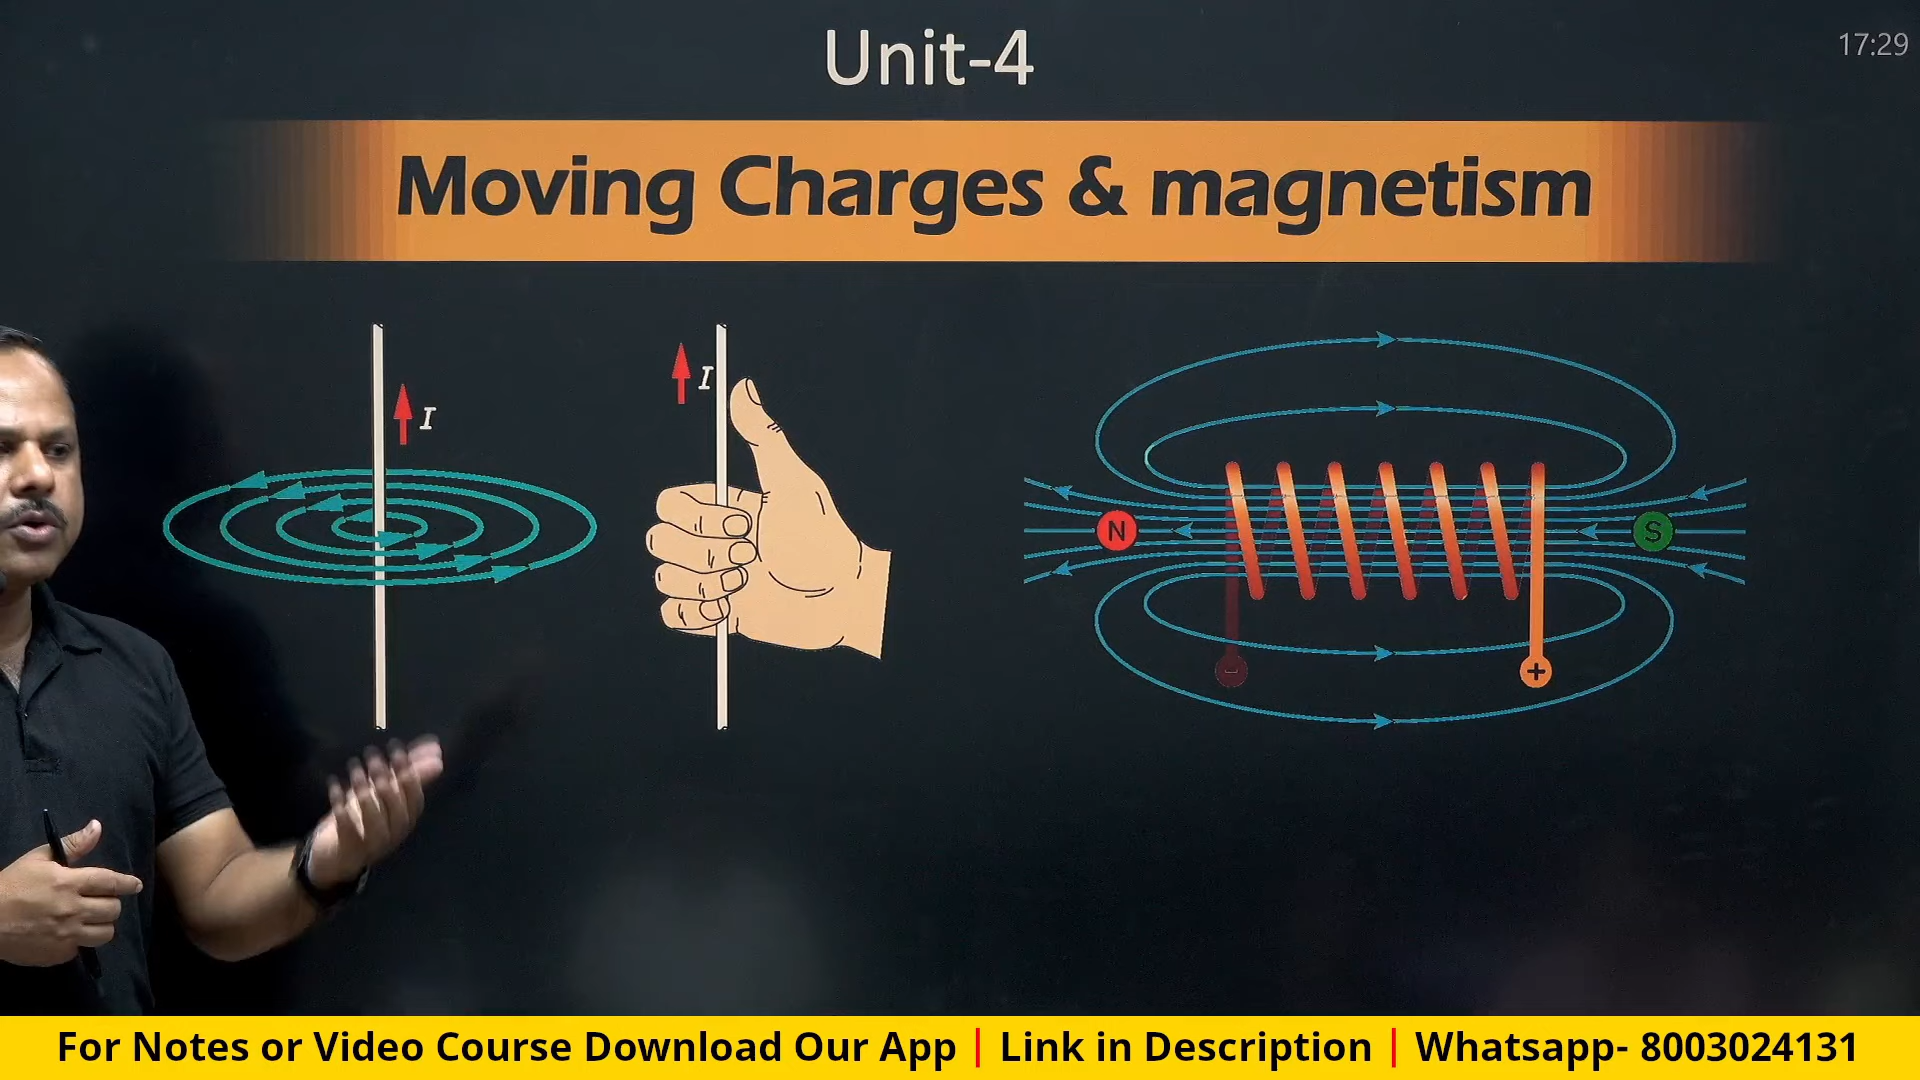 Unit-4
17:29
Moving Charges & magnetism
I
I
N
S
-
+
For Notes or Video Course Download Our App | Link in Description | Whatsapp- 8003024131